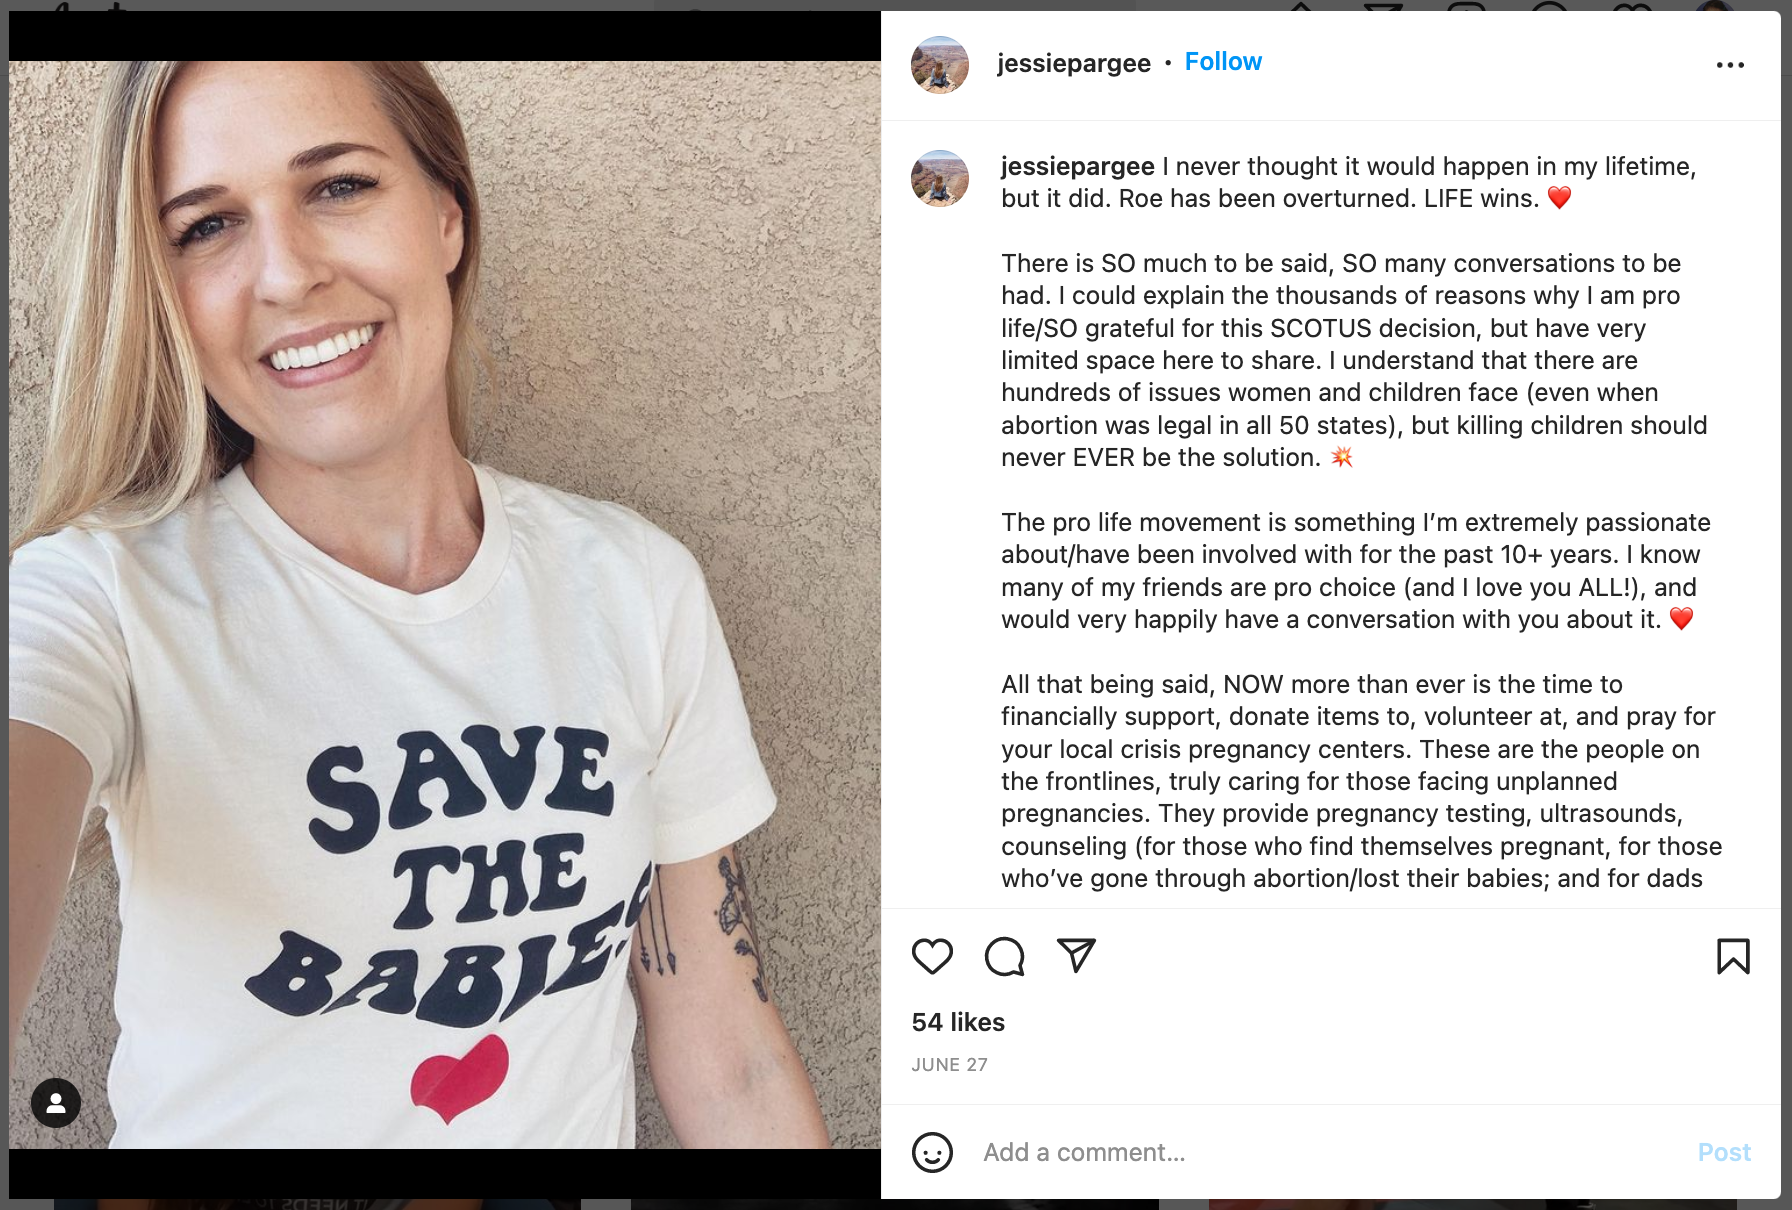 SAVE
THE
BABIES
jessiepargee • Follow
jessiepargee I never thought it would happen in my lifetime,
but it did. Roe has been overturned. LIFE wins. ❤️
There is SO much to be said, SO many conversations to be
had. I could explain the thousands of reasons why I am pro
life/SO grateful for this SCOTUS decision, but have very
limited space here to share. I understand that there are
hundreds of issues women and children face (even when
abortion was legal in all 50 states), but killing children should
never EVER be the solution. 💥
The pro life movement is something I’m extremely passionate
about/have been involved with for the past 10+ years. I know
many of my friends are pro choice (and I love you ALL!), and
would very happily have a conversation with you about it. ❤️
All that being said, NOW more than ever is the time to
financially support, donate items to, volunteer at, and pray for
your local crisis pregnancy centers. These are the people on
the frontlines, truly caring for those facing unplanned
pregnancies. They provide pregnancy testing, ultrasounds,
counseling (for those who find themselves pregnant, for those
who’ve gone through abortion/lost their babies; and for dads
54 likes
JUNE 27
Add a comment...
Post